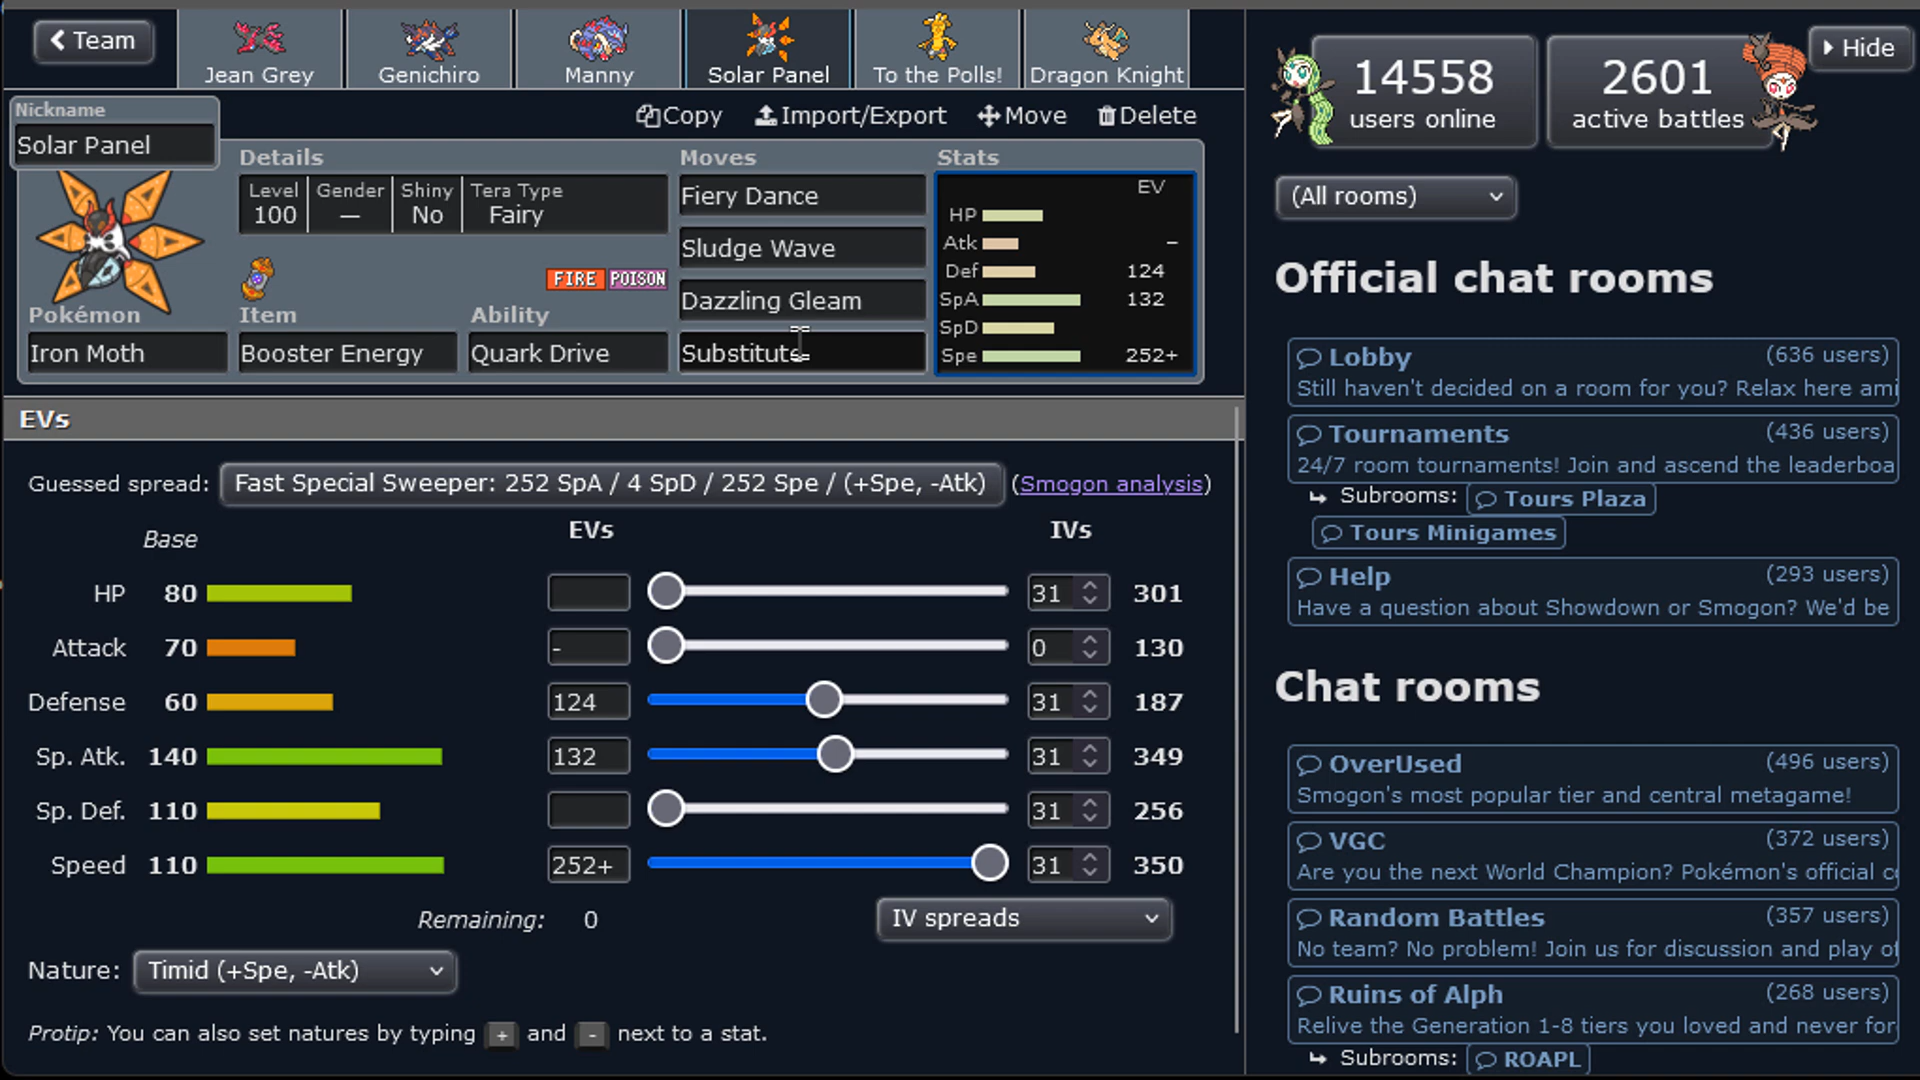 Team
Jean Grey
Genichiro
Manny
Solar Panel
To the Polls!
Dragon Knight
Copy
Import/Export
Move
Delete
Nickname
Solar Panel
Details
Level
100
Gender
—
Shiny
No
Tera Type
Fairy
FIRE POISON
Pokémon
Iron Moth
Item
Booster Energy
Ability
Quark Drive
Moves
Fiery Dance
Sludge Wave
Dazzling Gleam
Substitute
Stats
EV
HP
Atk –
Def 124
SpA 132
SpD
Spe 252+
EVs
Guessed spread: Fast Special Sweeper: 252 SpA / 4 SpD / 252 Spe / (+Spe, -Atk) (Smogon analysis)
Base EVs IVs
HP 80 31 301
Attack 70 - 0 130
Defense 60 124 31 187
Sp. Atk. 140 132 31 349
Sp. Def. 110 31 256
Speed 110 252+ 31 350
Remaining: 0
IV spreads
Nature: Timid (+Spe, -Atk)
Protip: You can also set natures by typing + and - next to a stat.
14558
users online
2601
active battles
Hide
(All rooms)
Official chat rooms
Lobby (636 users)
Still haven't decided on a room for you? Relax here ami
Tournaments (436 users)
24/7 room tournaments! Join and ascend the leaderboa
Subrooms: Tours Plaza
Tours Minigames
Help (293 users)
Have a question about Showdown or Smogon? We'd be
Chat rooms
OverUsed (496 users)
Smogon's most popular tier and central metagame!
VGC (372 users)
Are you the next World Champion? Pokémon's official c
Random Battles (357 users)
No team? No problem! Join us for discussion and play of
Ruins of Alph (268 users)
Relive the Generation 1-8 tiers you loved and never for
Subrooms: ROAPL